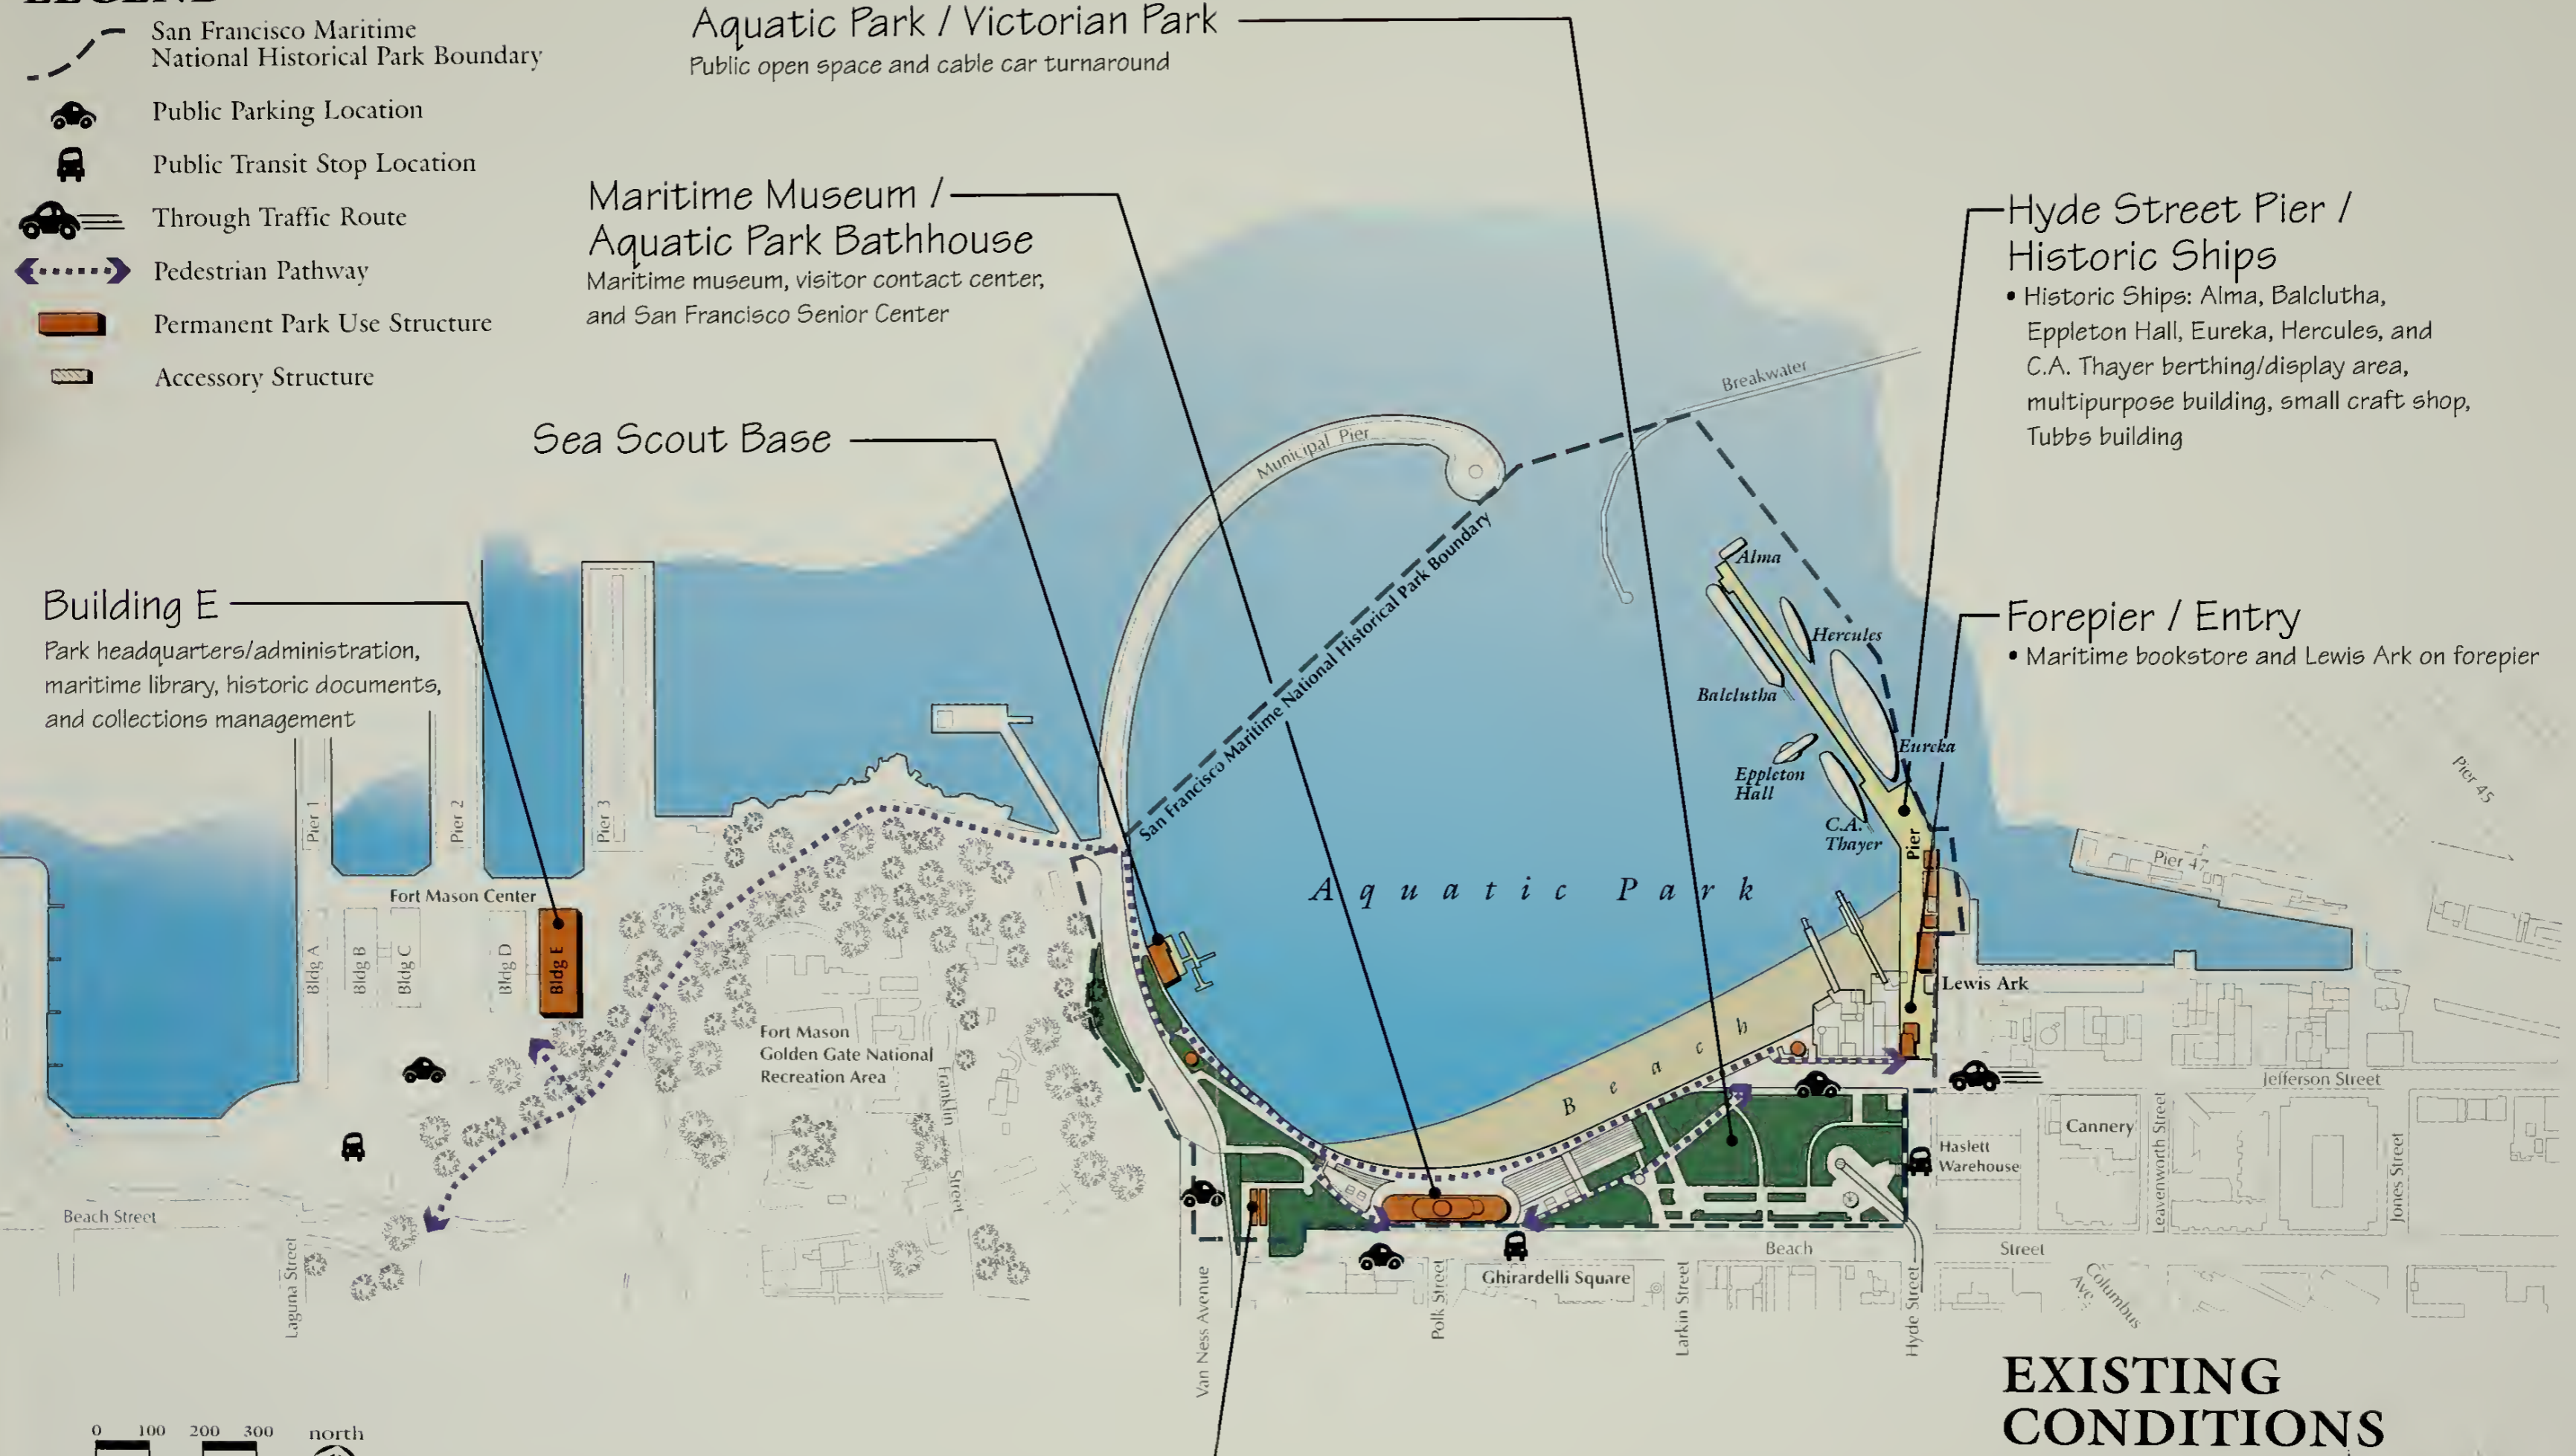 LEGEND
San Francisco Maritime
National Historical Park Boundary
Public Parking Location
Public Transit Stop Location
Through Traffic Route
Pedestrian Pathway
Permanent Park Use Structure
Accessory Structure
Aquatic Park / Victorian Park
Public open space and cable car turnaround
Maritime Museum /
Aquatic Park Bathhouse
Maritime museum, visitor contact center,
and San Francisco Senior Center
Sea Scout Base
Building E
Park headquarters/administration,
maritime library, historic documents,
and collections management
Hyde Street Pier /
Historic Ships
• Historic Ships: Alma, Balclutha,
Eppleton Hall, Eureka, Hercules, and
C.A. Thayer berthing/display area,
multipurpose building, small craft shop,
Tubbs building
Forepier / Entry
• Maritime bookstore and Lewis Ark on forepier
Breakwater
Municipal Pier
San Francisco Maritime National Historical Park Boundary
Alma
Hercules
Balclutha
Eureka
Eppleton
Hall
C.A.
Thayer
Pier
Pier 45
Pier 47
Pier 1
Pier 2
Pier 3
Fort Mason Center
Bldg A
Bldg B
Bldg C
Bldg D
Bldg E
Aquatic Park
Beach
Lewis Ark
Fort Mason
Golden Gate National
Recreation Area
Franklin Street
Jefferson Street
Haslett
Warehouse
Cannery
Leavenworth Street
Jones Street
Beach Street
Laguna Street
Van Ness Avenue
Polk Street
Ghirardelli Square
Larkin Street
Beach Street
Hyde Street
Columbus
Ave.
EXISTING
CONDITIONS
0 100 200 300 north